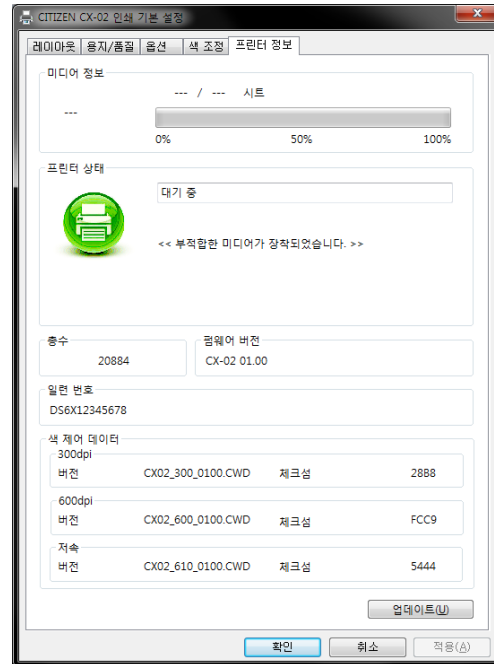 CITIZEN CX-02 인쇄 기본 설정
레이아웃 용지/품질 옵션 색 조정 프린터 정보
미디어 정보
--- / --- 시트
---
0% 50% 100%
프린터 상태
대기 중
<< 부적합한 미디어가 장착되었습니다. >>
총수 펌웨어 버전
20884 CX-02 01.00
일련 번호
DS6X12345678
색 제어 데이터
300dpi
버전 CX02_300_0100.CWD 체크섬 28B8
600dpi
버전 CX02_600_0100.CWD 체크섬 FCC9
저속
버전 CX02_610_0100.CWD 체크섬 5444
업데이트(U)
확인 취소 적용(A)